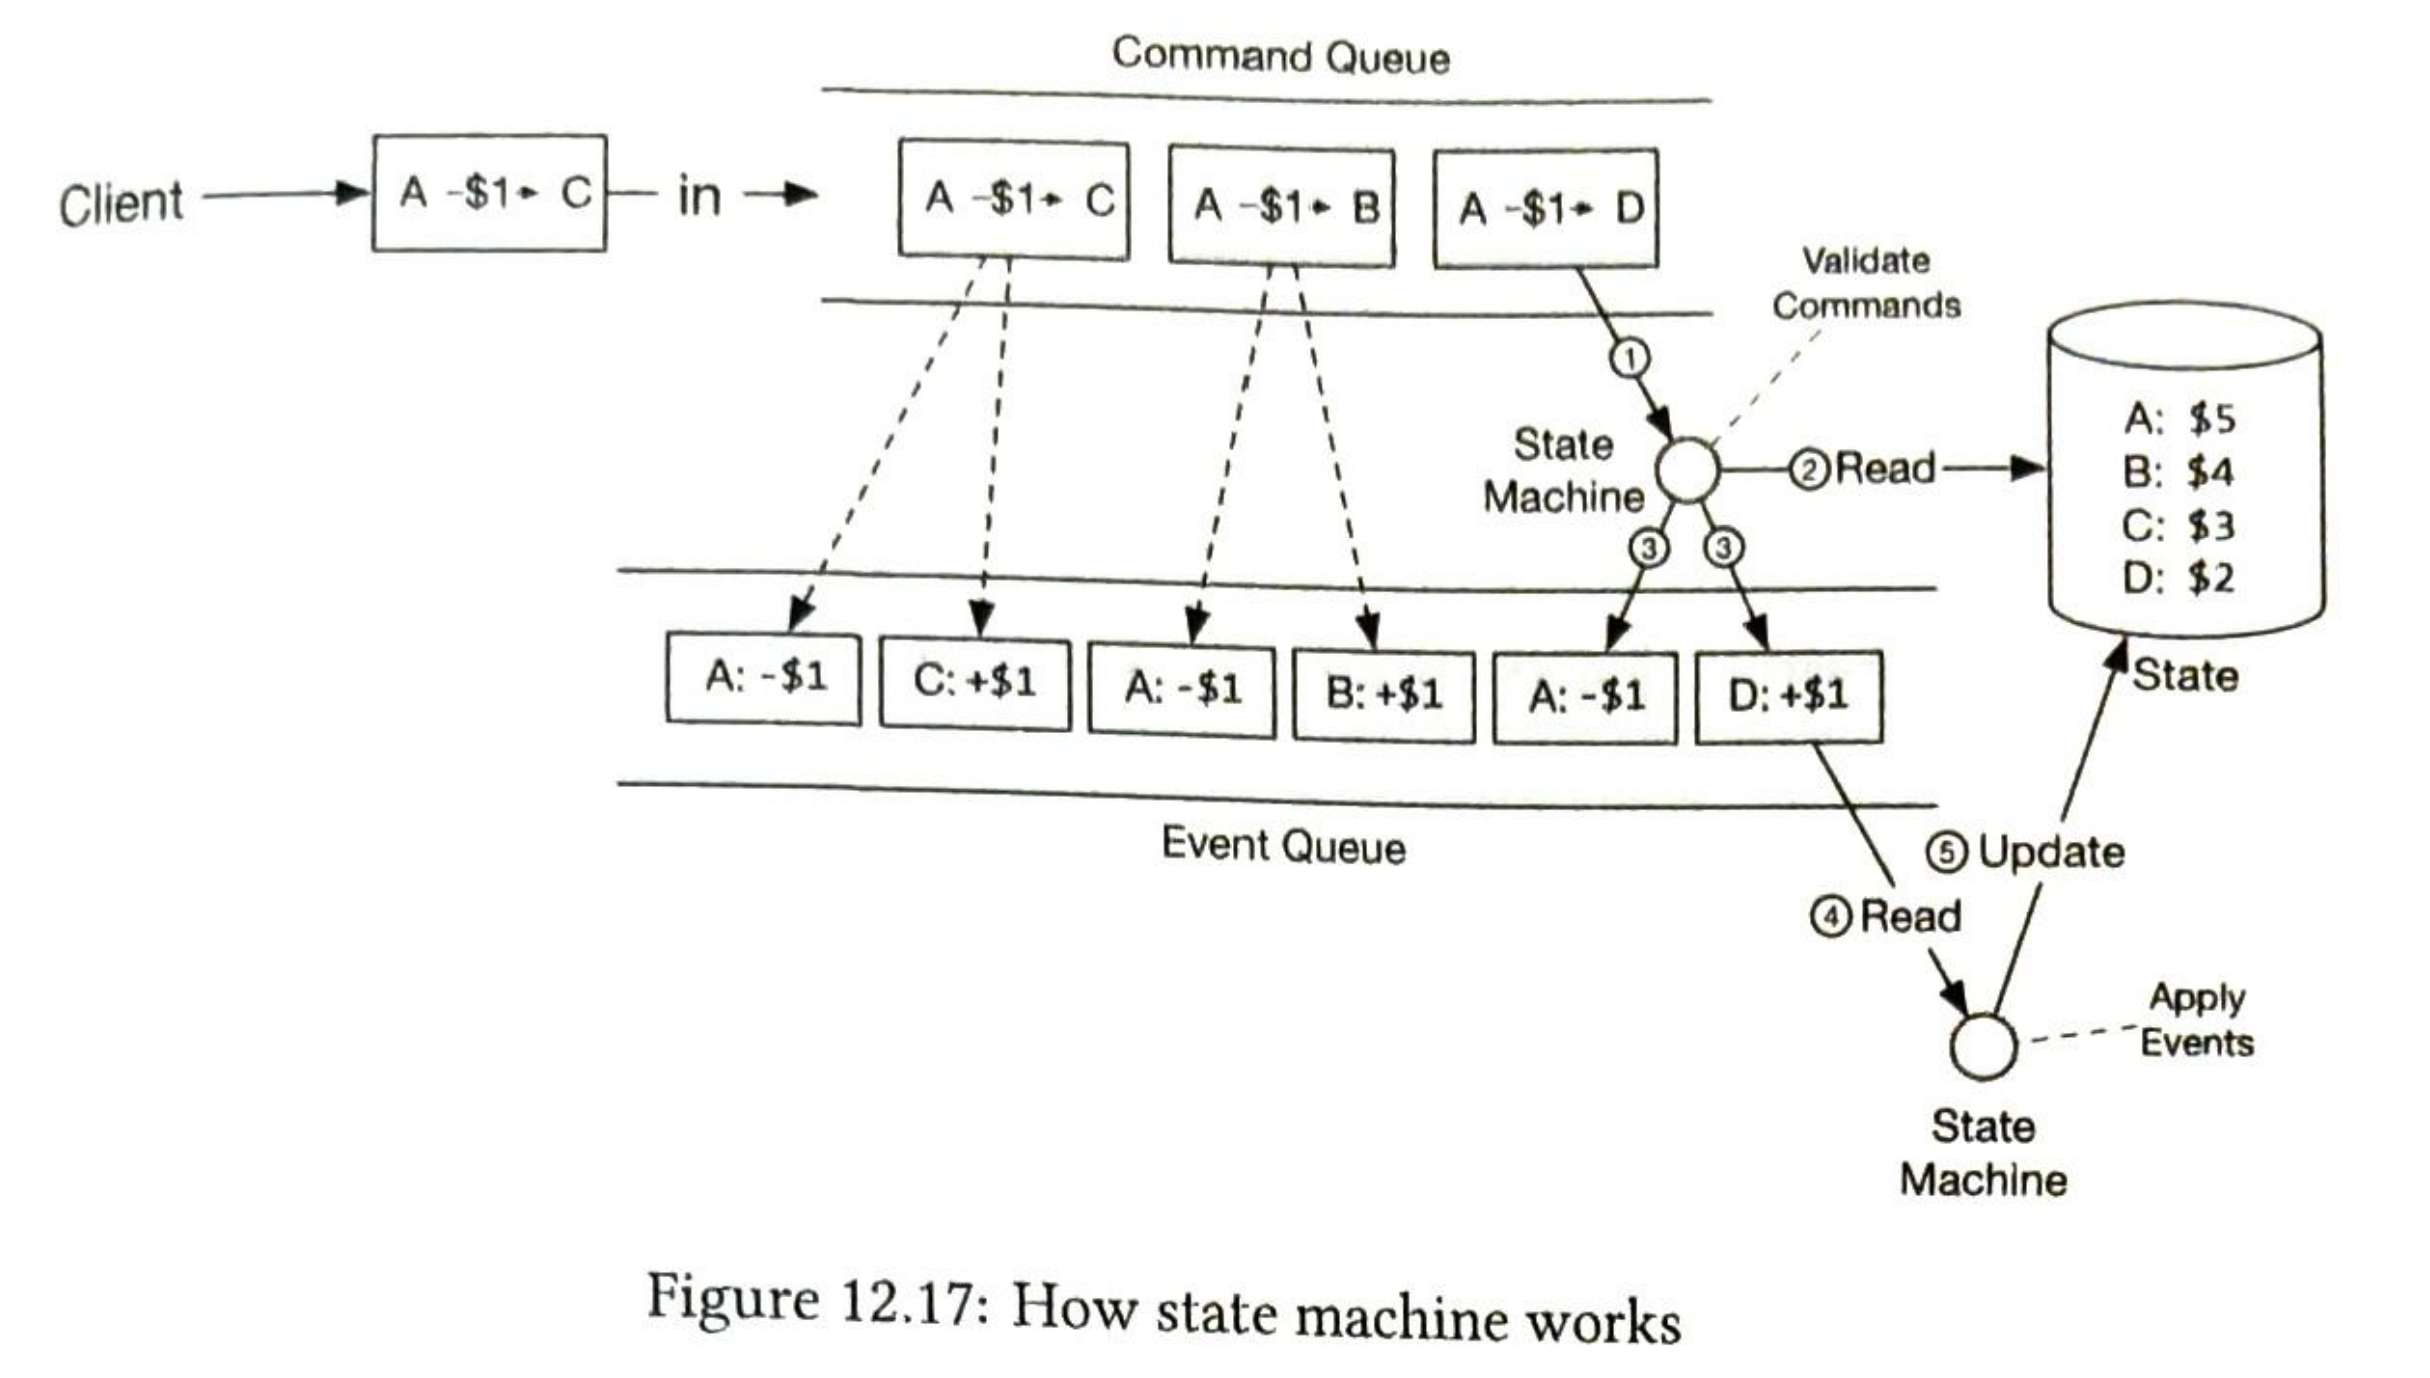 Command Queue
Client
A -$1→ C
in
A -$1→ C
A -$1→ B
A -$1→ D
Validate
Commands
1
State
Machine
2 Read
A: $5
B: $4
C: $3
D: $2
State
3
3
A: -$1
C: +$1
A: -$1
B: +$1
A: -$1
D: +$1
Event Queue
5 Update
4 Read
Apply
Events
State
Machine
Figure 12.17: How state machine works